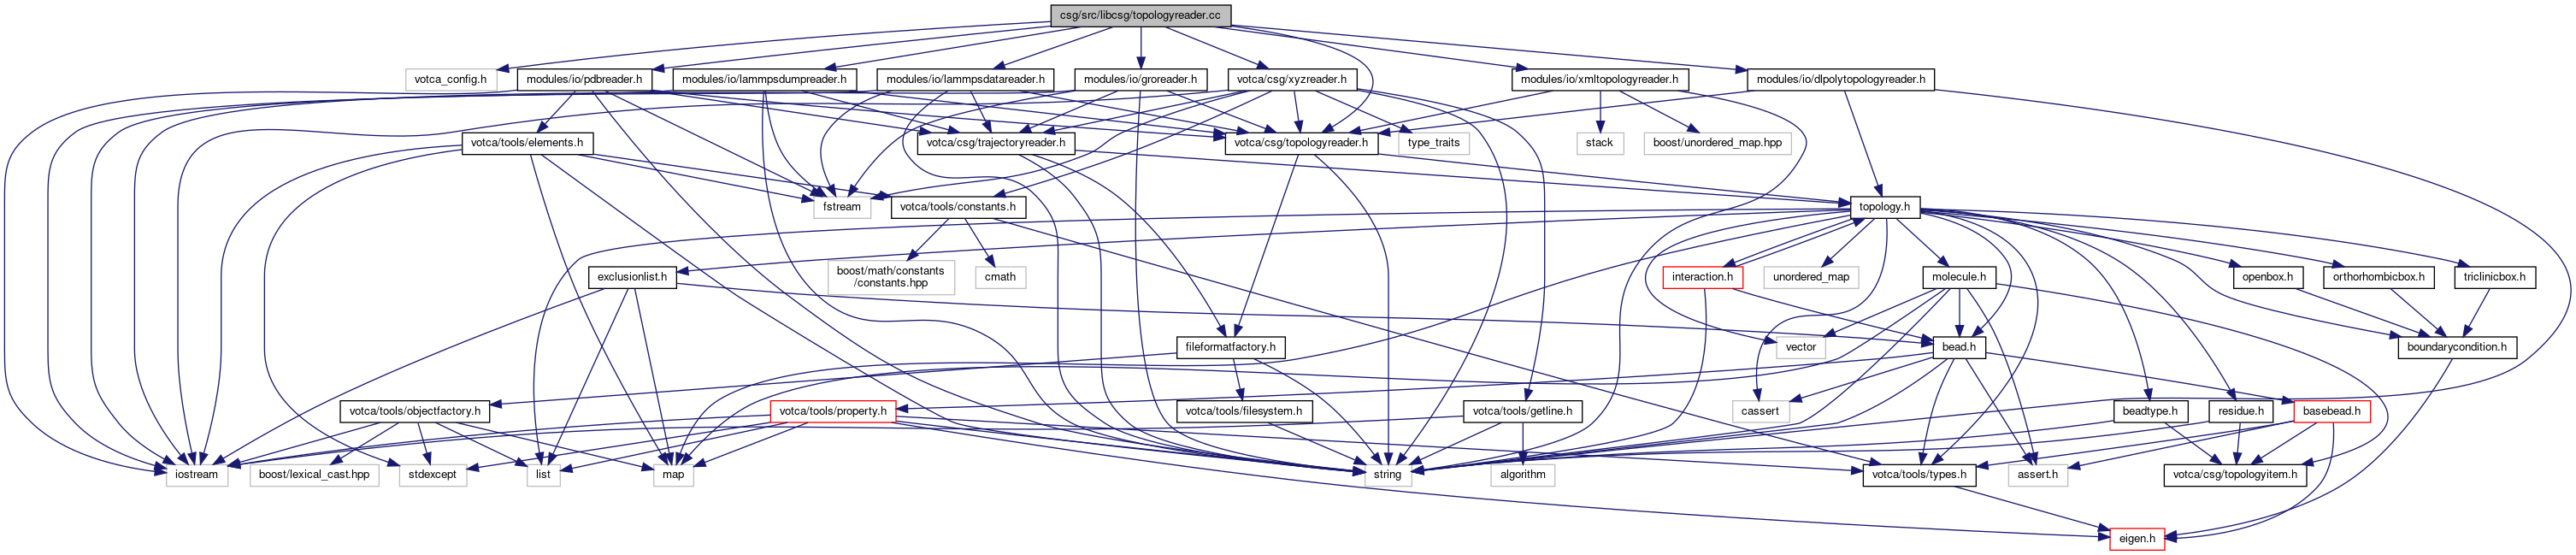 csg/src/libcsg/topologyreader.cc
votca_config.h
modules/io/pdbreader.h
modules/io/lammpsdumpreader.h
modules/io/lammpsdatareader.h
modules/io/groreader.h
votca/csg/xyzreader.h
modules/io/xmltopologyreader.h
modules/io/dlpolytopologyreader.h
votca/tools/elements.h
votca/csg/trajectoryreader.h
votca/csg/topologyreader.h
type_traits
stack
boost/unordered_map.hpp
fstream
votca/tools/constants.h
topology.h
exclusionlist.h
boost/math/constants
/constants.hpp
cmath
interaction.h
unordered_map
molecule.h
openbox.h
orthorhombicbox.h
triclinicbox.h
fileformatfactory.h
vector
bead.h
boundarycondition.h
votca/tools/objectfactory.h
votca/tools/property.h
votca/tools/filesystem.h
votca/tools/getline.h
cassert
beadtype.h
residue.h
basebead.h
iostream
boost/lexical_cast.hpp
stdexcept
list
map
string
algorithm
votca/tools/types.h
assert.h
votca/csg/topologyitem.h
eigen.h